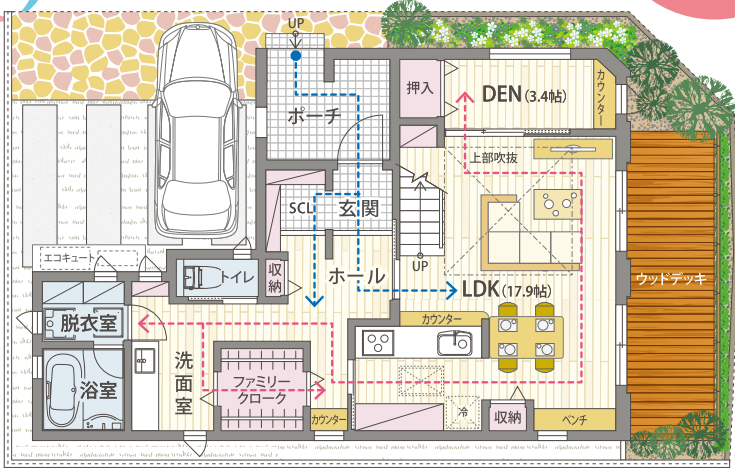 UP
ポーチ
押入
DEN(3.4帖)
カウンター
上部吹抜
SCL
玄関
エコキュート
トイレ
収納
ホール
UP
LDK(17.9帖)
ウッドデッキ
脱衣室
カウンター
洗面室
浴室
ファミリー
クローク
カウンター
冷
収納
ベンチ